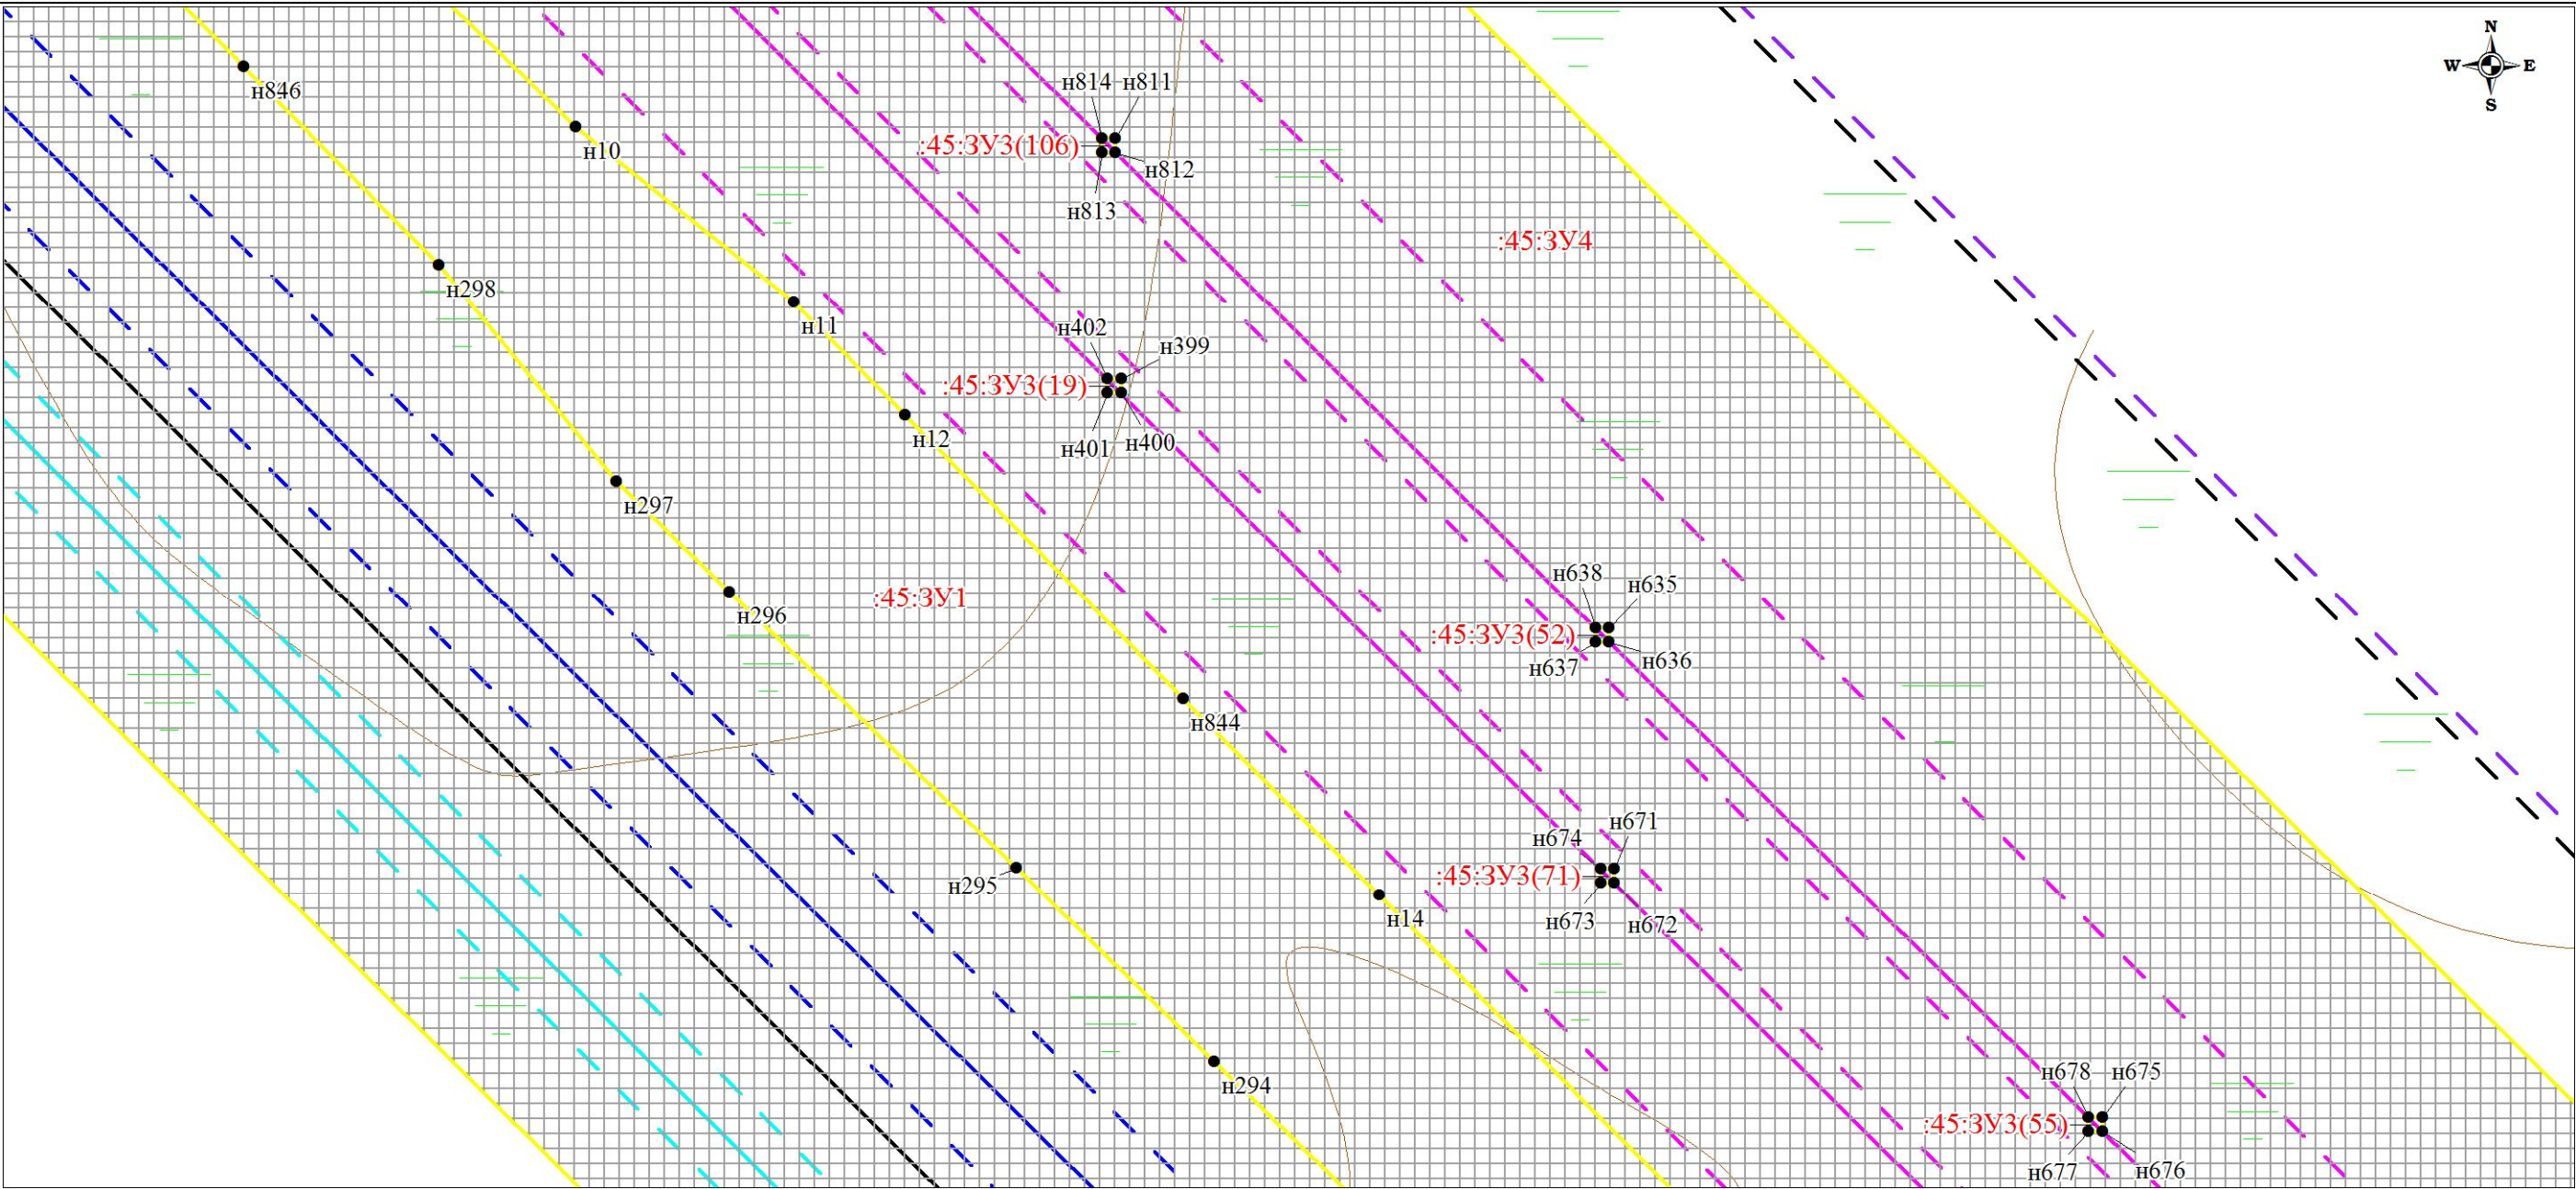 N
W E
S
н846
н814 н811
н10
:45:ЗУ3(106)
н812
н813
:45:ЗУ4
н298
н11
н402
н399
:45:ЗУ3(19)
н12
н401 н400
н297
н638 н635
:45:ЗУ1
н296
:45:ЗУ3(52)
н637 н636
н844
н671
н674
:45:ЗУ3(71)
н295
н14
н673 н672
н678 н675
н294
:45:ЗУ3(55)
н677 н676